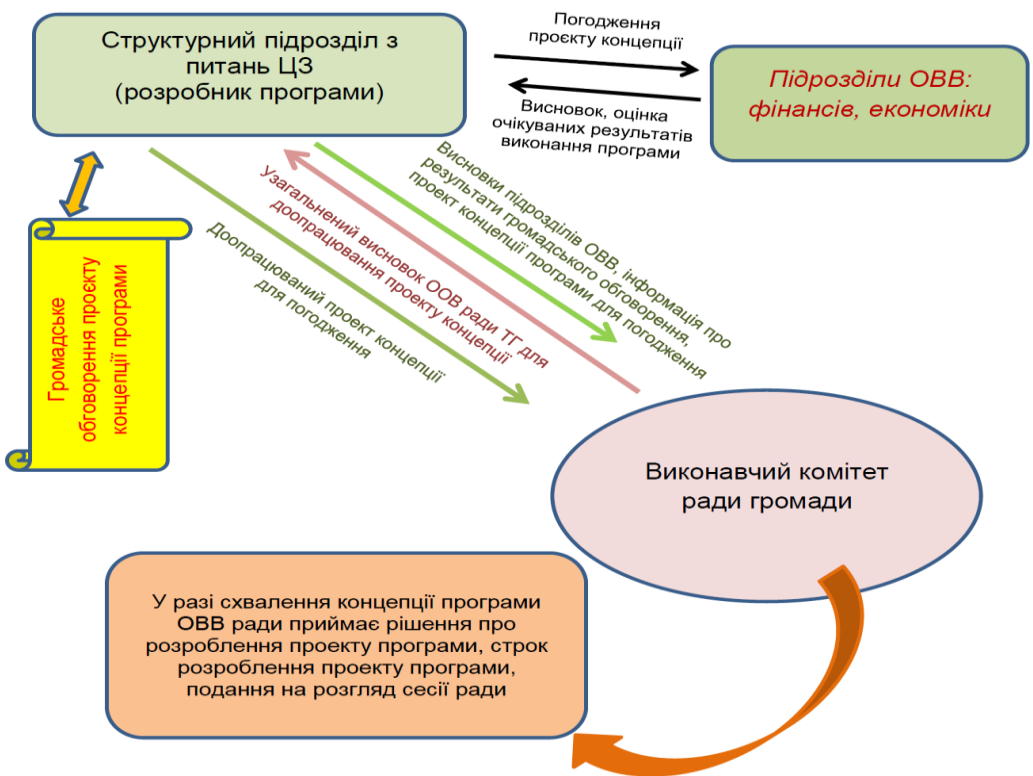 Структурний підрозділ з
питань ЦЗ
(розробник програми)
Погодження
проєкту концепції
Висновок, оцінка
очікуваних результатів
виконання програми
Підрозділи ОВВ:
фінансів, економіки
Громадське
обговорення проєкту
концепції програми
Висновки підрозділів ОВВ, інформація про
результати громадського обговорення,
проект концепції програми для погодження
Узагальнений висновок ООВ ради ТГ для
доопрацювання проекту концепції
Доопрацюваний проект концепції
для погодження
Виконавчий комітет
ради громади
У разі схвалення концепції програми
ОВВ ради приймає рішення про
розроблення проекту програми, строк
розроблення проекту програми,
подання на розгляд сесії ради